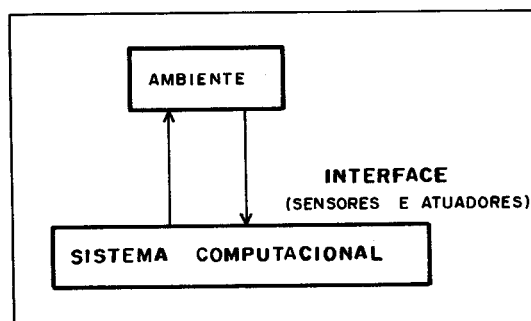 AMBIENTE
INTERFACE
(SENSORES E ATUADORES)
SISTEMA COMPUTACIONAL